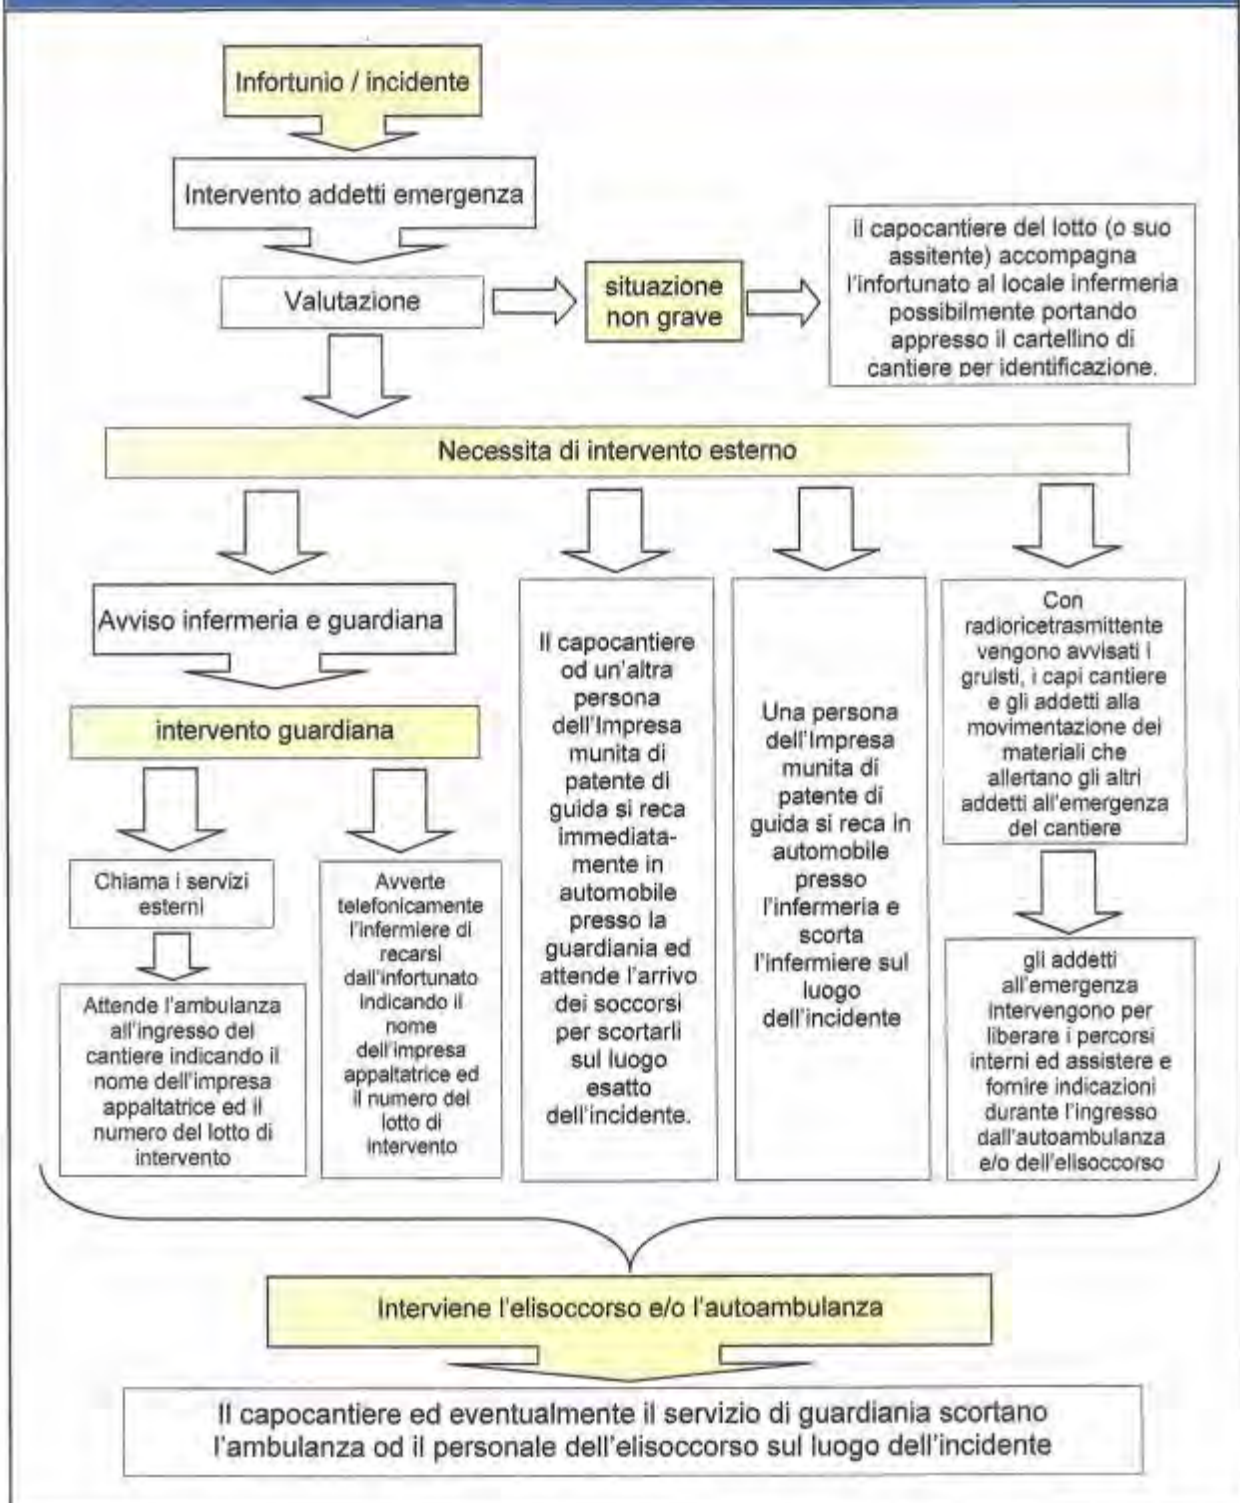 Infortunio / incidente
Intervento addetti emergenza
Valutazione
situazione
non grave
il capocantiere del lotto (o suo
assitente) accompagna
l'infortunato al locale infermeria
possibilmente portando
appresso il cartellino di
cantiere per identificazione.
Necessita di intervento esterno
Avviso infermeria e guardiana
intervento guardiana
Chiama i servizi
esterni
Attende l'ambulanza
all'ingresso del
cantiere indicando il
nome dell'impresa
appaltatrice ed il
numero del lotto di
intervento
Avverte
telefonicamente
l'infermiere di
recarsi
dall'infortunato
indicando il
nome
dell'impresa
appaltatrice ed
il numero del
lotto di
intervento
Il capocantiere
od un'altra
persona
dell'Impresa
munita di
patente di
guida si reca
immediata-
mente in
automobile
presso la
guardiania ed
attende l'arrivo
dei soccorsi
per scortarli
sul luogo
esatto
dell'incidente.
Una persona
dell'Impresa
munita di
patente di
guida si reca in
automobile
presso
l'infermeria e
scorta
l'infermiere sul
luogo
dell'incidente
Con
radioricetrasmittente
vengono avvisati i
gruisti, i capi cantiere
e gli addetti alla
movimentazione dei
materiali che
allertano gli altri
addetti all'emergenza
del cantiere
gli addetti
all'emergenza
intervengono per
liberare i percorsi
interni ed assistere e
fornire indicazioni
durante l'ingresso
dall'autoambulanza
e/o dell'elisoccorso
Interviene l'elisoccorso e/o l'autoambulanza
Il capocantiere ed eventualmente il servizio di guardiania scortano
l'ambulanza od il personale dell'elisoccorso sul luogo dell'incidente